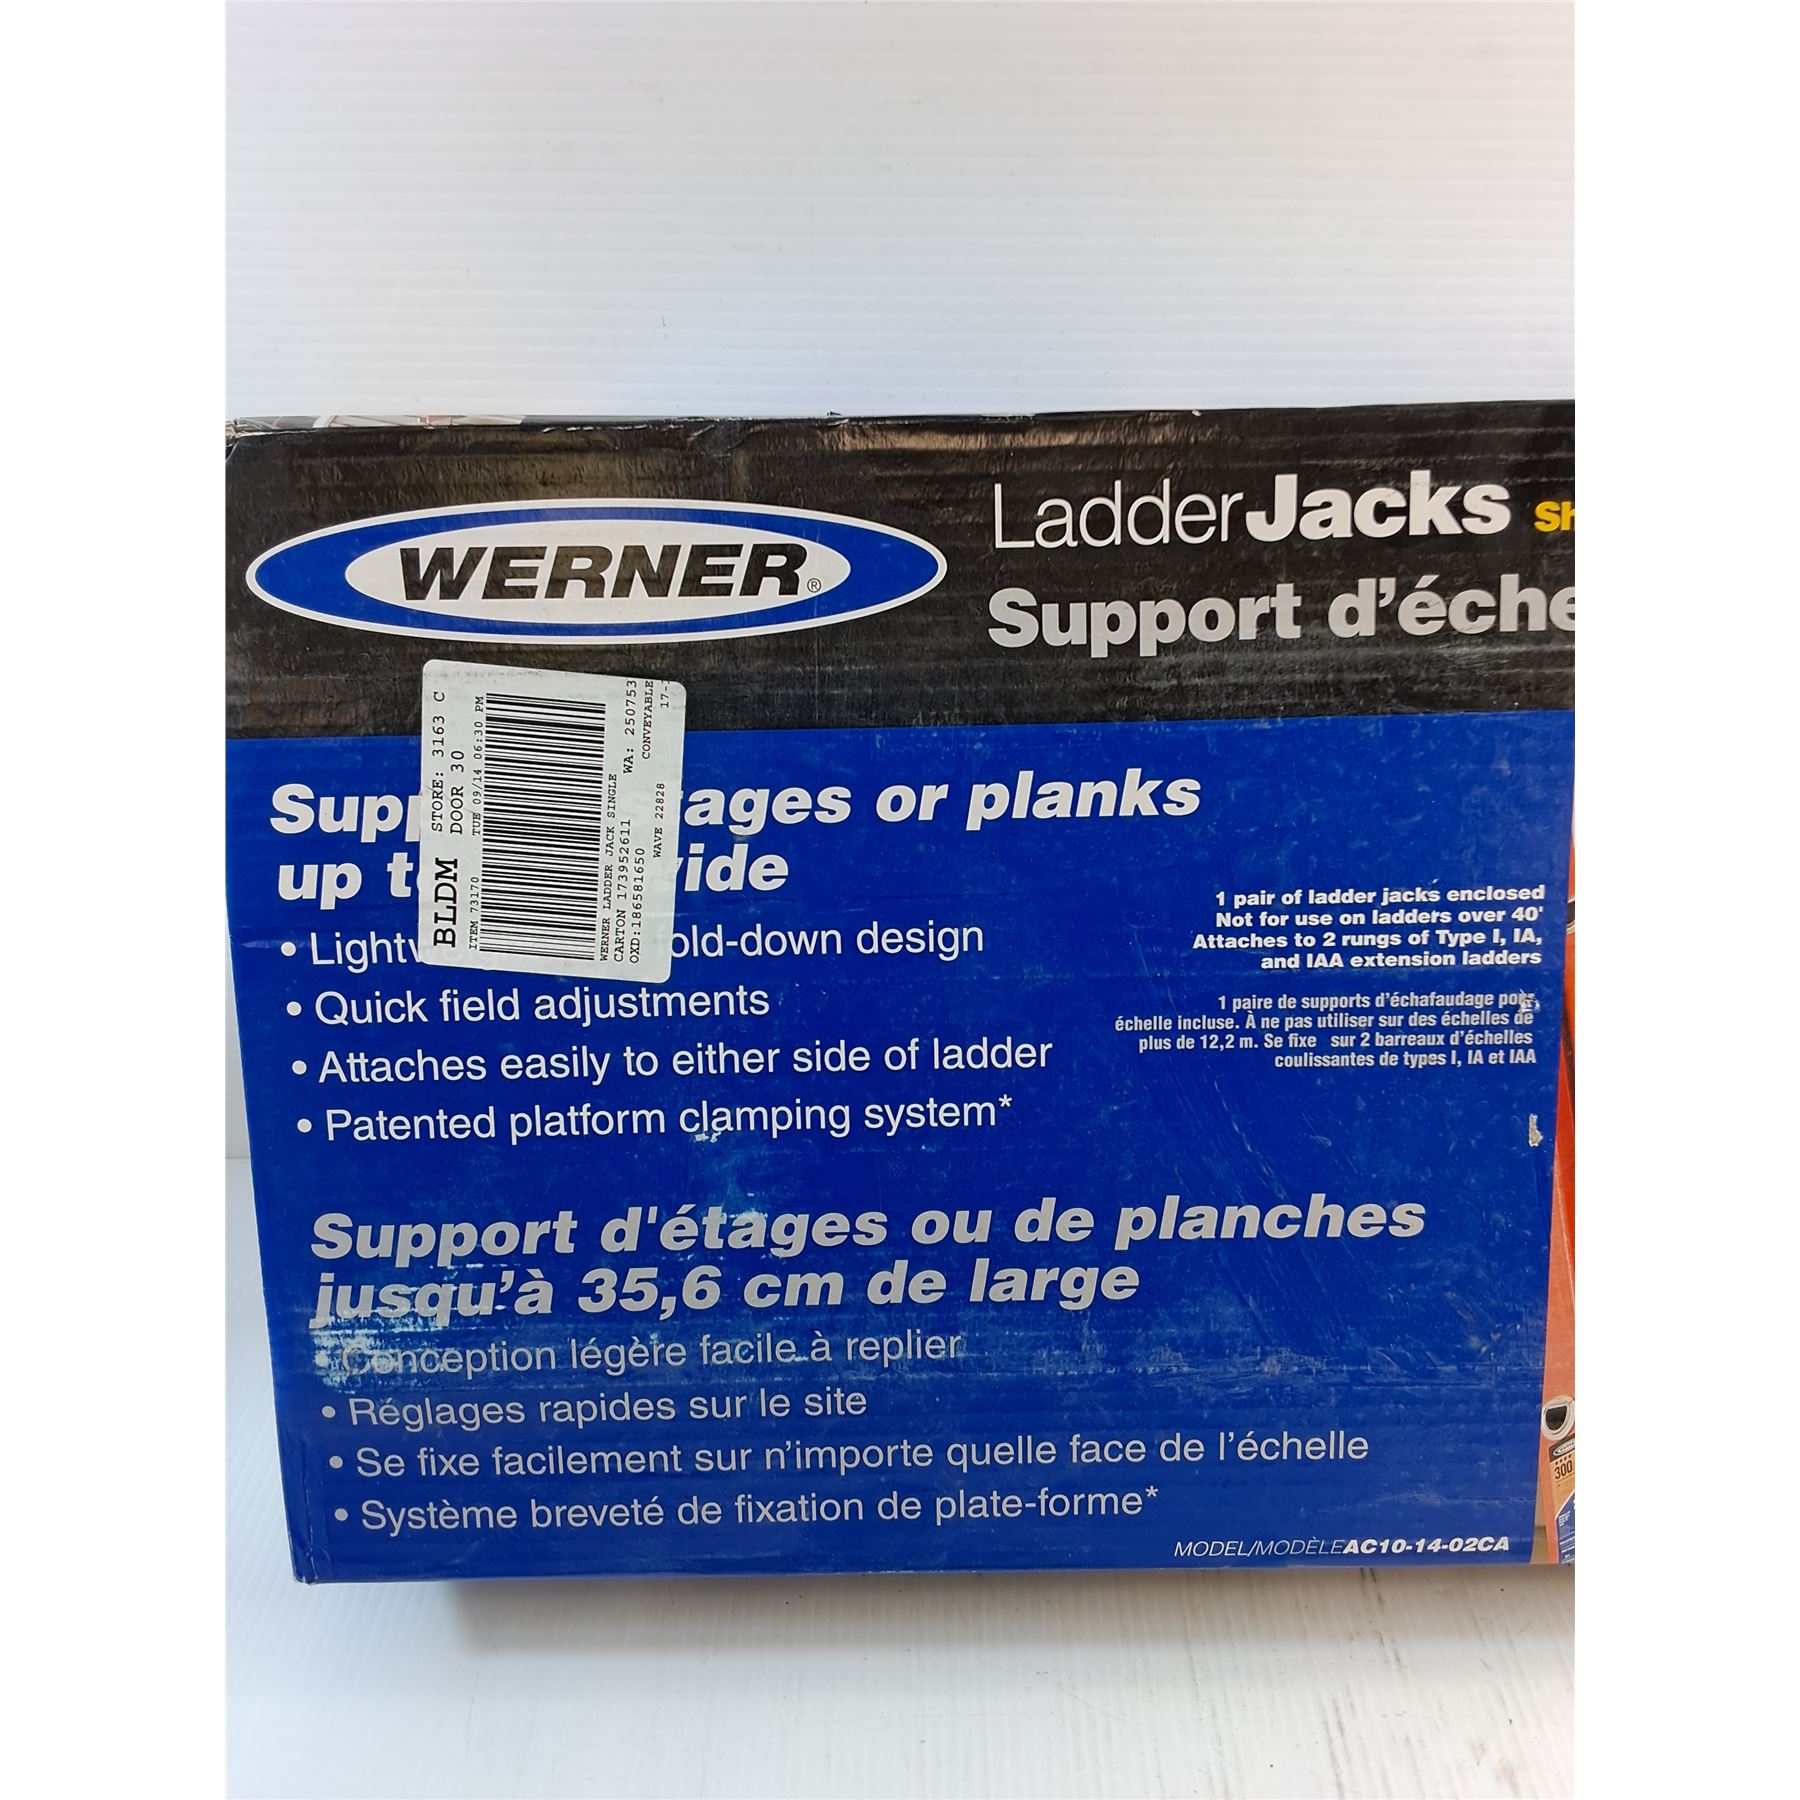 WERNER®
LadderJacks
Support d'éche
BLDM STORE: 3163 C
DOOR 30
ITEM 73170 TUE 09/14 06:30 PM
WERNER LADDER JACK SINGLE
CARTON 173952611 WA: 250753
OXD:186581650 CONVEYABLE
WAVE 22828 17-
or planks
up
• old-down design
• Quick field adjustments
• Attaches easily to either side of ladder
• Patented platform clamping system*
1 pair of ladder jacks enclosed
Not for use on ladders over 40'
Attaches to 2 rungs of Type I, IA,
and IAA extension ladders
1 paire de supports d'échafaudage pour
échelle incluse. À ne pas utiliser sur des échelles de
plus de 12,2 m. Se fixe sur 2 barreaux d'échelles
coulissantes de types I, IA et IAA
Support d'étages ou de planches
jusqu'à 35,6 cm de large
• Conception légère facile à replier
• Réglages rapides sur le site
• Se fixe facilement sur n'importe quelle face de l'échelle
• Système breveté de fixation de plate-forme*
MODEL/MODÈLE AC10-14-02CA
300